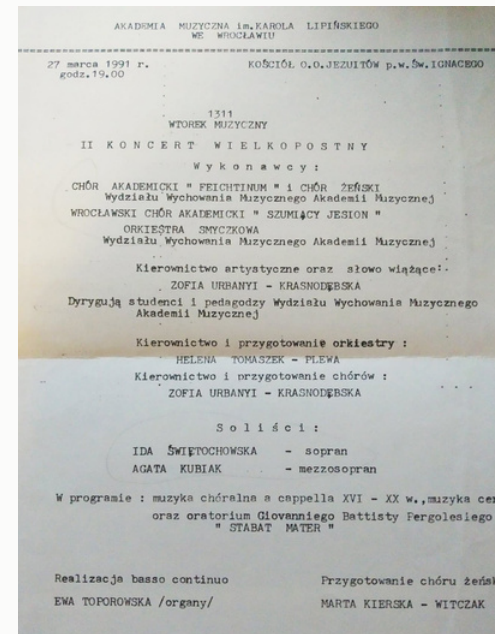 AKADEMIA MUZYCZNA im.KAROLA LIPIŃSKIEGO
WE WROCŁAWIU
27 marca 1991 r. KOŚCIÓŁ O.O.JEZUITÓW p.w.Św.IGNACEGO
godz.19.00
1311
WTOREK MUZYCZNY
II KONCERT WIELKOPOSTNY
Wykonawcy:
CHÓR AKADEMICKI " FEICHTINUM " i CHÓR ŻEŃSKI
Wydziału Wychowania Muzycznego Akademii Muzycznej
WROCŁAWSKI CHÓR AKADEMICKI " SZUMIĄCY JESION "
ORKIESTRA SMYCZKOWA
Wydziału Wychowania Muzycznego Akademii Muzycznej
Kierownictwo artystyczne oraz słowo wiążące:
ZOFIA URBANYI - KRASNODĘBSKA
Dyrygują studenci i pedagodzy Wydziału Wychowania Muzycznego
Akademii Muzycznej
Kierownictwo i przygotowanie orkiestry :
HELENA TOMASZEK - PLEWA
Kierownictwo i przygotowanie chórów :
ZOFIA URBANYI - KRASNODĘBSKA
Soliści:
IDA ŚWIĘTOCHOWSKA - sopran
AGATA KUBIAK - mezzosopran
W programie : muzyka chóralna a cappella XVI - XX w.,muzyka
oraz oratorium Giovanniego Battisty Pergolesiego
" STABAT MATER "
Realizacja basso continuo Przygotowanie chóru
EWA TOPOROWSKA /organy/ MARTA KIERSKA - WITCZAK